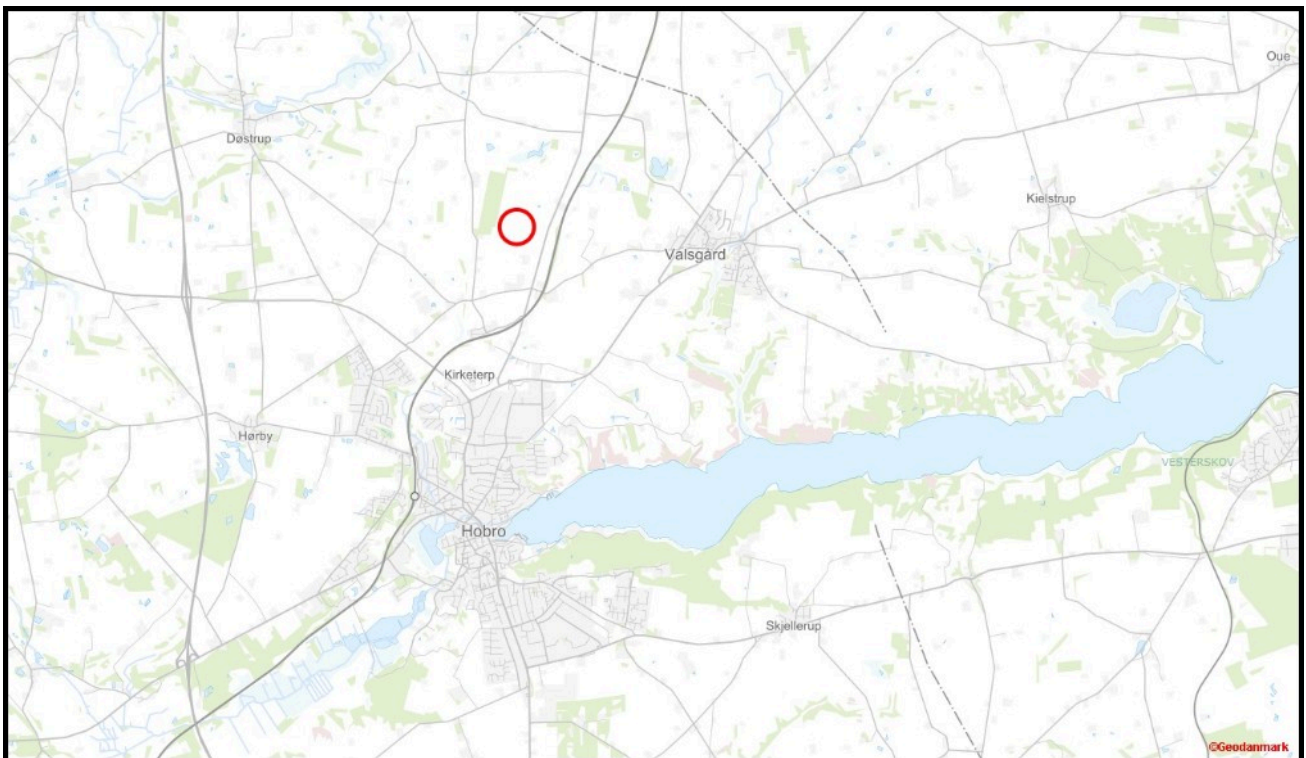 Oue
Døstrup
Kielstrup
Valsgård
Kirketerp
Hørby
VESTERSKOV
Hobro
Skjellerup
©Geodanmark